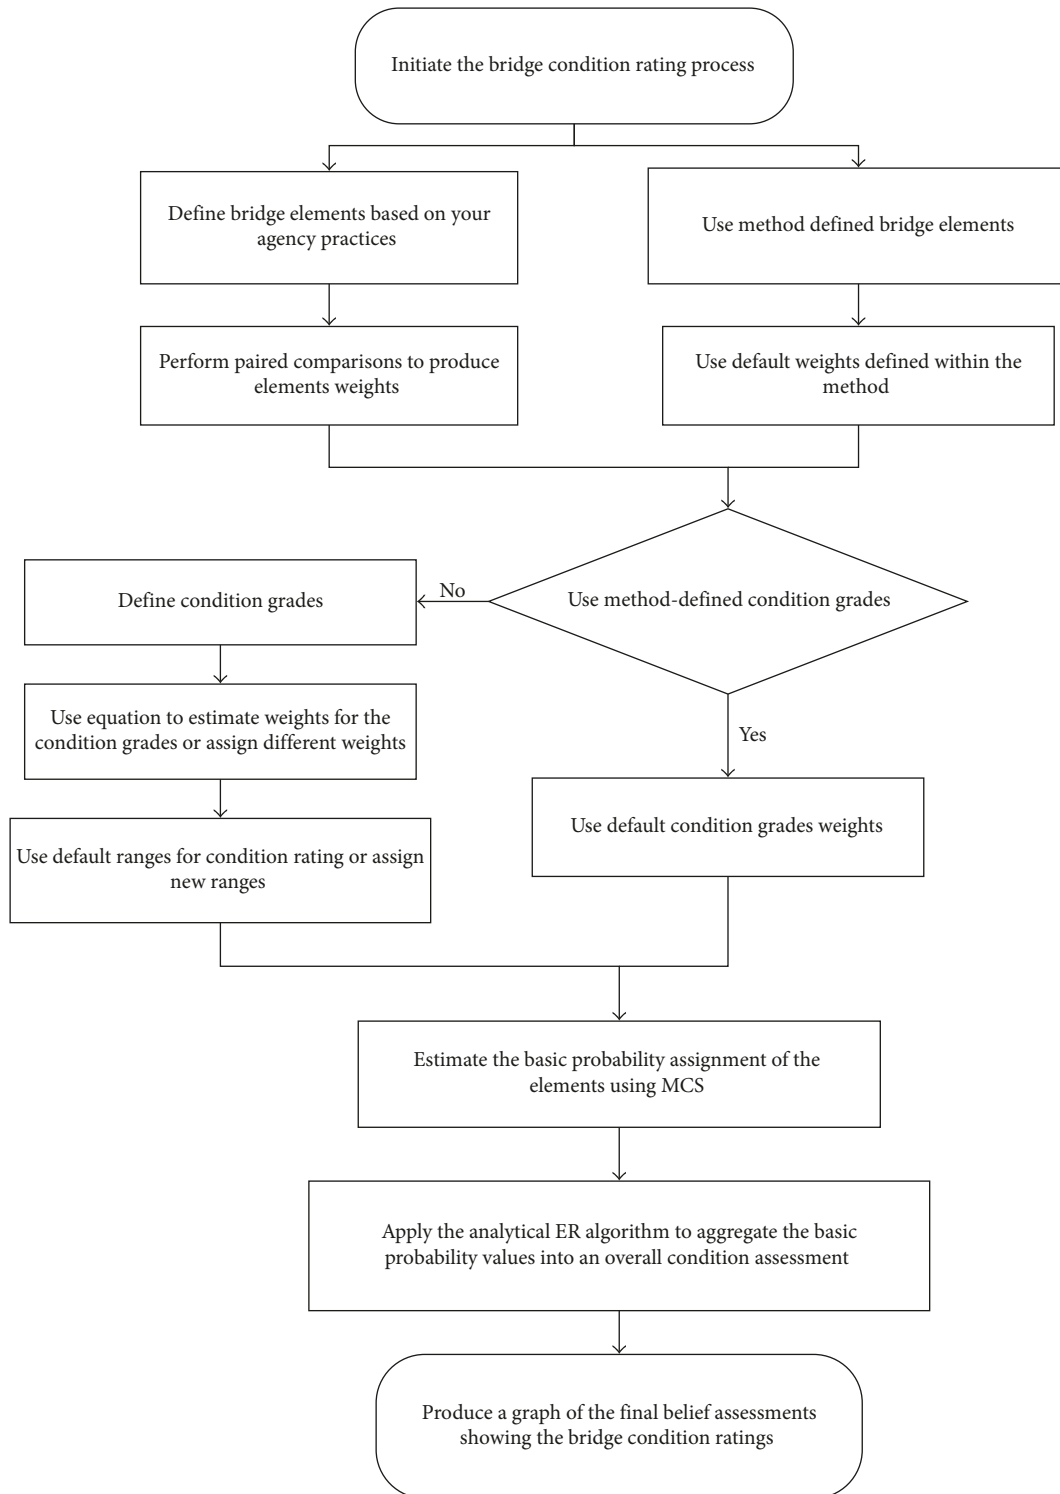 Initiate the bridge condition rating process
Define bridge elements based on your
agency practices
Use method defined bridge elements
Perform paired comparisons to produce
elements weights
Use default weights defined within the
method
Use method-defined condition grades
No
Define condition grades
Use equation to estimate weights for the
condition grades or assign different weights
Yes
Use default condition grades weights
Use default ranges for condition rating or assign
new ranges
Estimate the basic probability assignment of the
elements using MCS
Apply the analytical ER algorithm to aggregate the basic
probability values into an overall condition assessment
Produce a graph of the final belief assessments
showing the bridge condition ratings